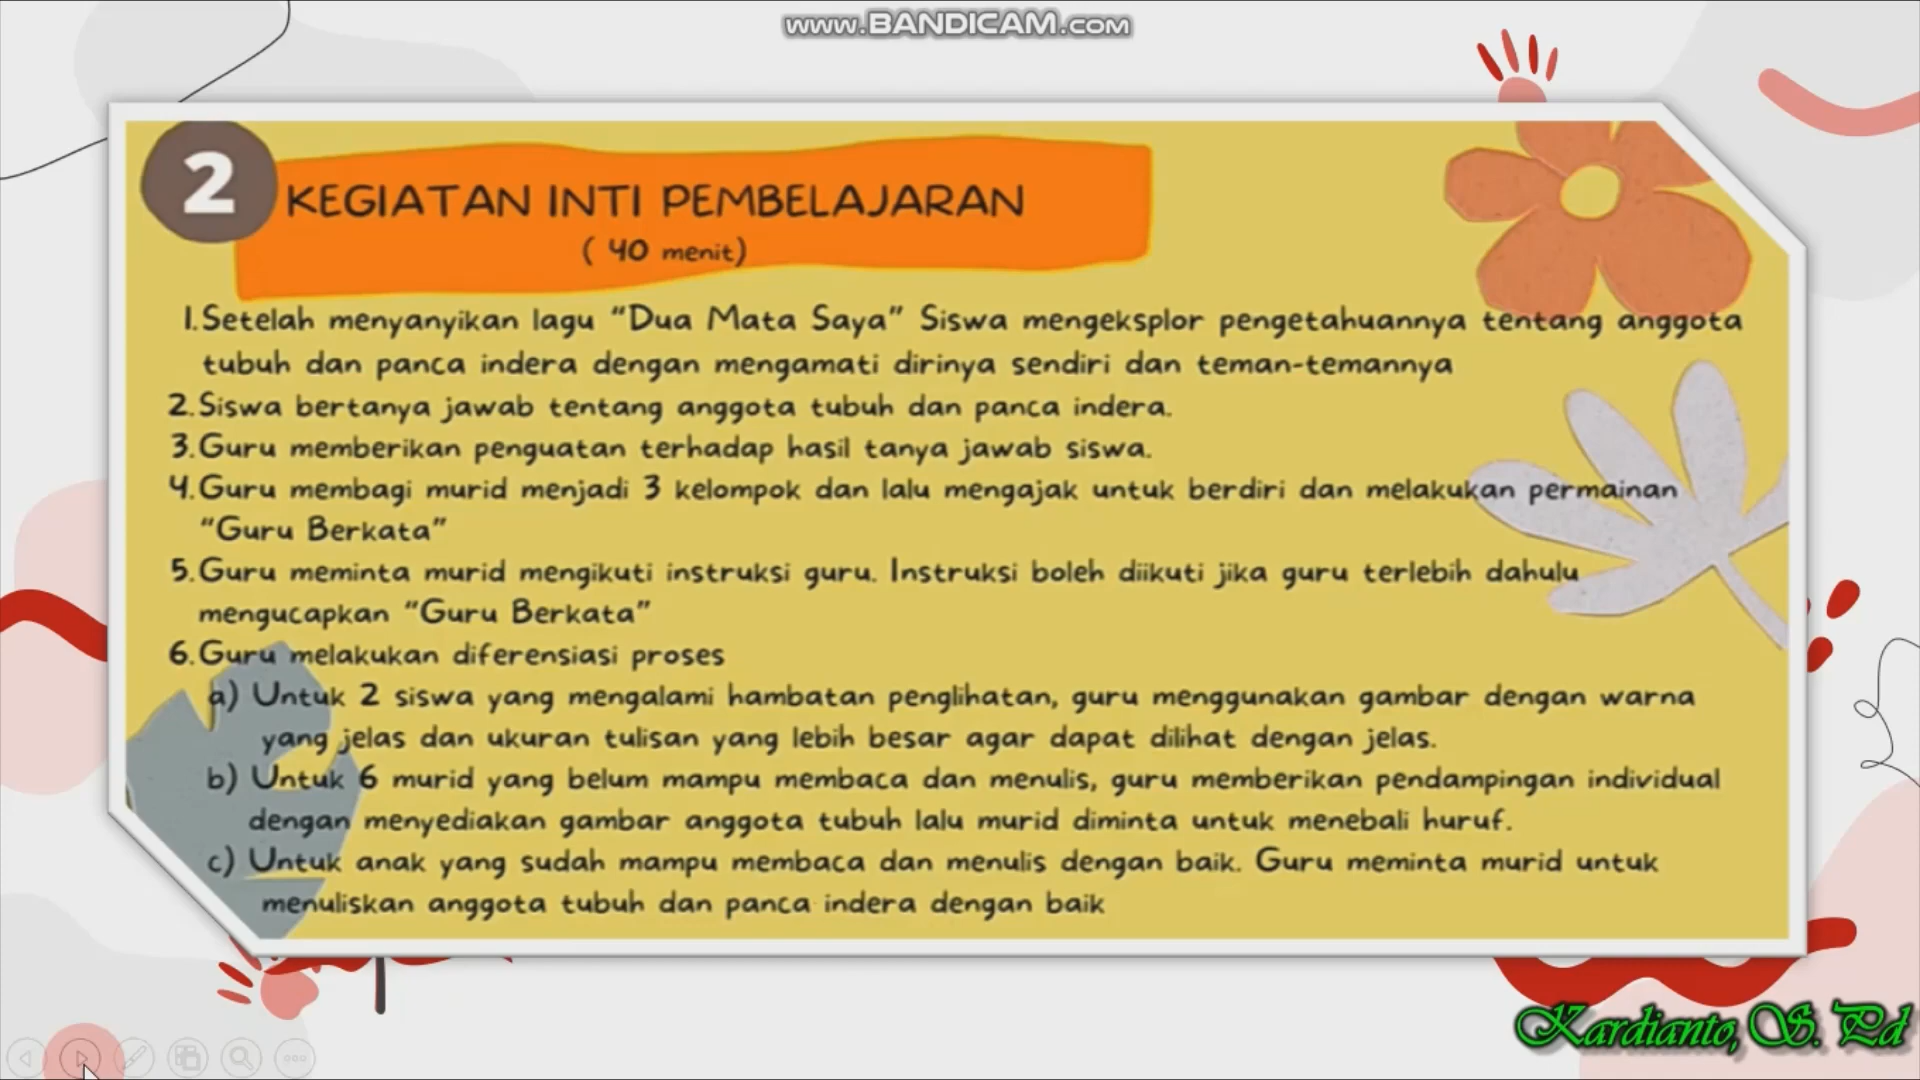 www.BANDICAM.com
2
KEGIATAN INTI PEMBELAJARAN
( 40 menit)
1. Setelah menyanyikan lagu "Dua Mata Saya" Siswa mengeksplor pengetahuannya tentang anggota
tubuh dan panca indera dengan mengamati dirinya sendiri dan teman-temannya
2. Siswa bertanya jawab tentang anggota tubuh dan panca indera.
3. Guru memberikan penguatan terhadap hasil tanya jawab siswa.
4. Guru membagi murid menjadi 3 kelompok dan lalu mengajak untuk berdiri dan melakukan permainan
"Guru Berkata"
5. Guru meminta murid mengikuti instruksi guru. Instruksi boleh diikuti jika guru terlebih dahulu
mengucapkan "Guru Berkata"
6. Guru melakukan diferensiasi proses
a) Untuk 2 siswa yang mengalami hambatan penglihatan, guru menggunakan gambar dengan warna
yang jelas dan ukuran tulisan yang lebih besar agar dapat dilihat dengan jelas.
b) Untuk 6 murid yang belum mampu membaca dan menulis, guru memberikan pendampingan individual
dengan menyediakan gambar anggota tubuh lalu murid diminta untuk menebali huruf.
c) Untuk anak yang sudah mampu membaca dan menulis dengan baik. Guru meminta murid untuk
menuliskan anggota tubuh dan panca indera dengan baik
Kardianto, S. Pd